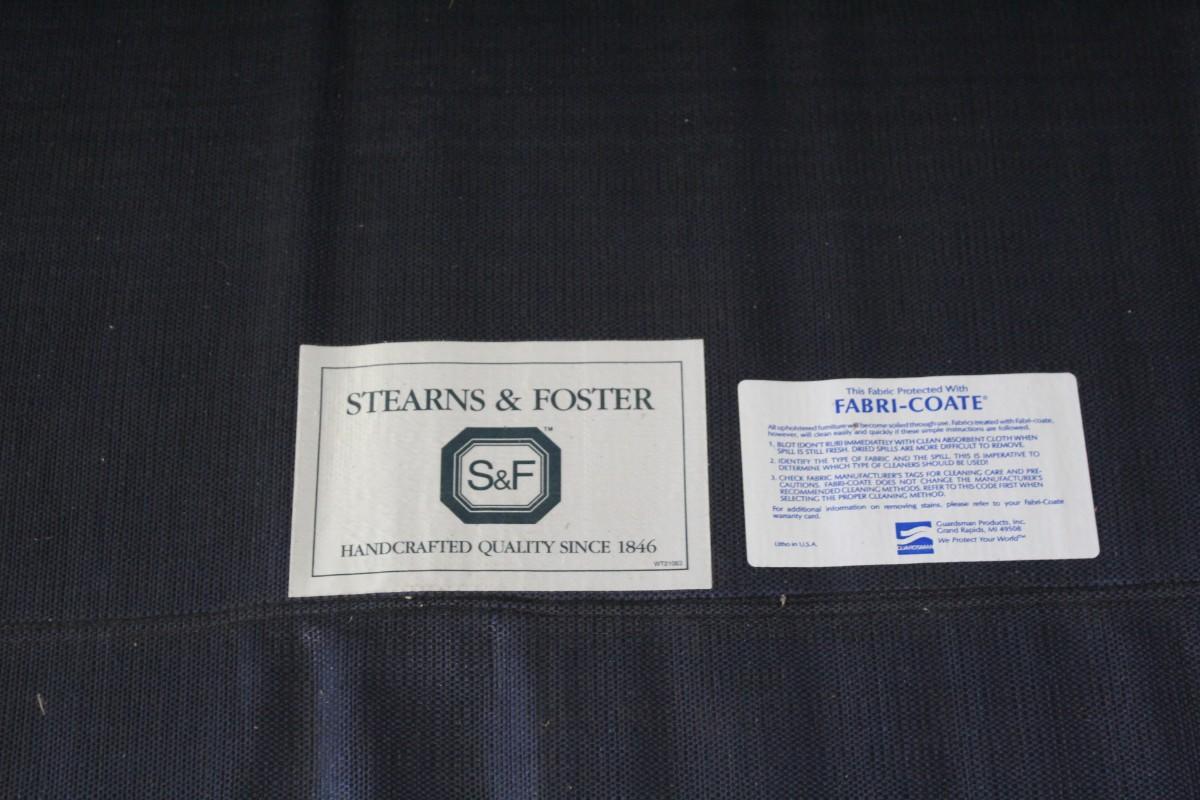 STEARNS & FOSTER
™
S&F
HANDCRAFTED QUALITY SINCE 1846
WT21083
This Fabric Protected With
FABRI-COATE®
All upholstered furniture will become soiled through use. Fabrics treated with Fabri-coate,
however, will clean easily and quickly if these simple instructions are followed.
1. BLOT (DON'T RUB) IMMEDIATELY WITH CLEAN ABSORBENT CLOTH WHEN
SPILL IS STILL FRESH. DRIED SPILLS ARE MORE DIFFICULT TO REMOVE.
2. IDENTIFY THE TYPE OF FABRIC AND THE SPILL. THIS IS IMPERATIVE TO
DETERMINE WHICH TYPE OF CLEANERS SHOULD BE USED!
3. CHECK FABRIC MANUFACTURER'S TAGS FOR CLEANING CARE AND PRE-
CAUTIONS. FABRI-COATE DOES NOT CHANGE THE MANUFACTURER'S
RECOMMENDED CLEANING METHODS. REFER TO THIS CODE FIRST WHEN
SELECTING THE PROPER CLEANING METHOD.
For additional information on removing stains, please refer to your Fabri-Coate
warranty card.
Litho in U.S.A.
GUARDSMAN
Guardsman Products, Inc.
Grand Rapids, MI 49508
We Protect Your World™